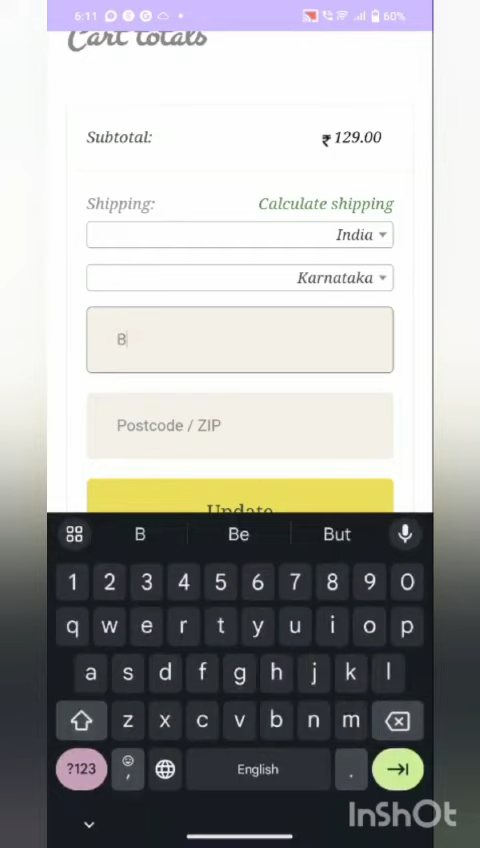 6:11
60%
Cart totals
Subtotal:
₹ 129.00
Shipping:
Calculate shipping
India
Karnataka
B
Postcode / ZIP
Update
B Be But
1 2 3 4 5 6 7 8 9 0
q w e r t y u i o p
a s d f g h j k l
z x c v b n m
?123 , English .
InShOt